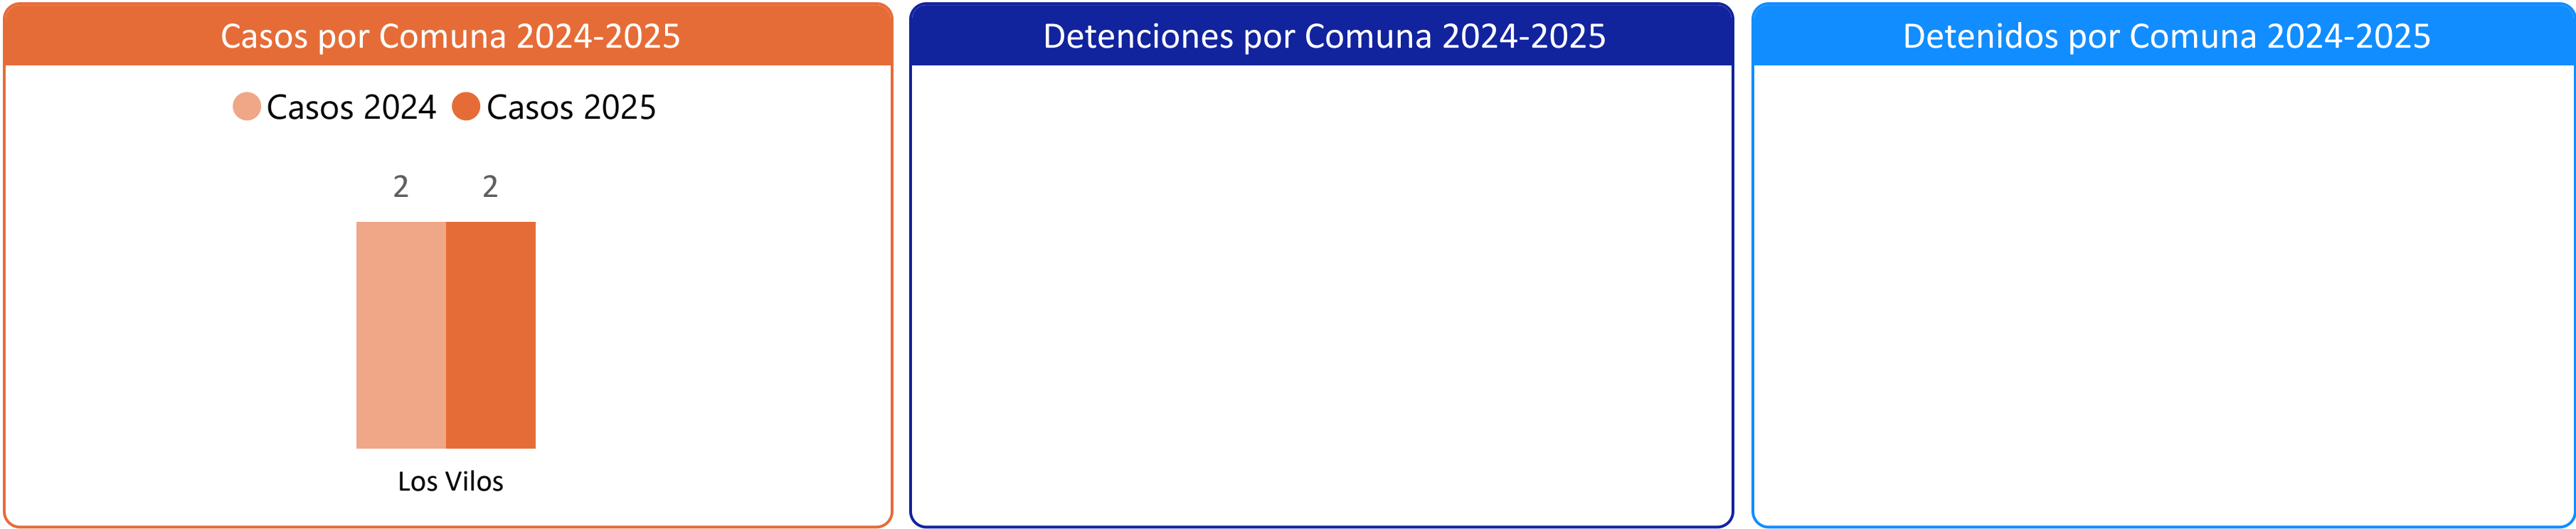 Casos por Comuna 2024-2025
Casos 2024 Casos 2025
2 2
Los Vilos
Detenciones por Comuna 2024-2025
Detenidos por Comuna 2024-2025